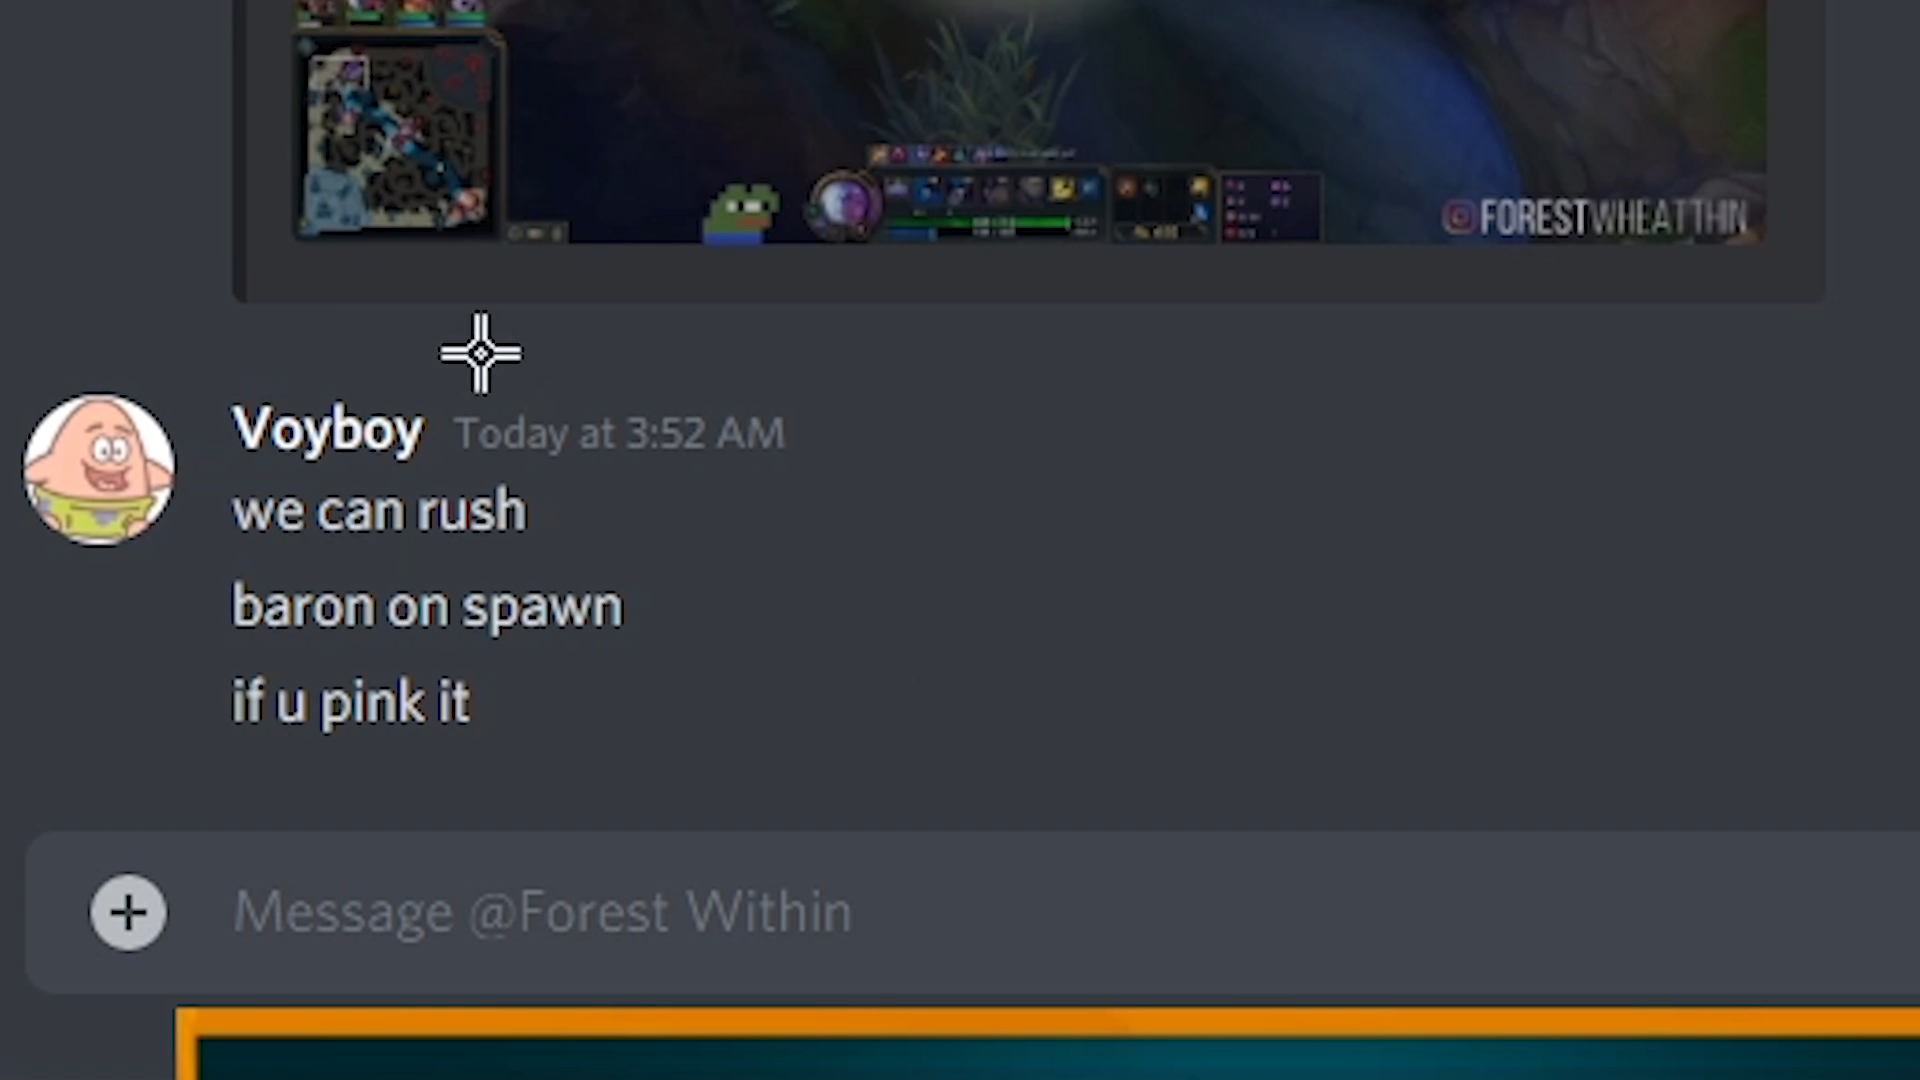 FORESTWHEATTHIN
Voyboy Today at 3:52 AM
we can rush
baron on spawn
if u pink it
Message @Forest Within